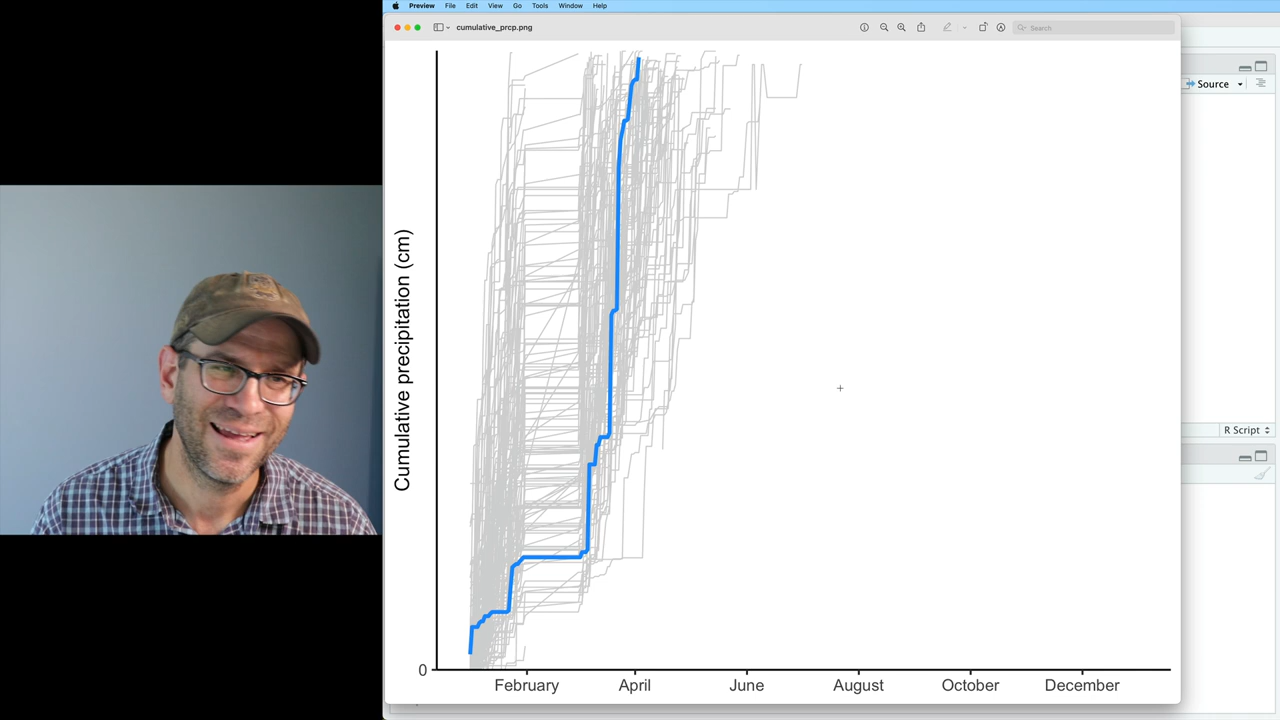 Preview File Edit View Go Tools Window Help
cumulative_prcp.png
Search
Source
Cumulative precipitation (cm)
R Script
0
February April June August October December